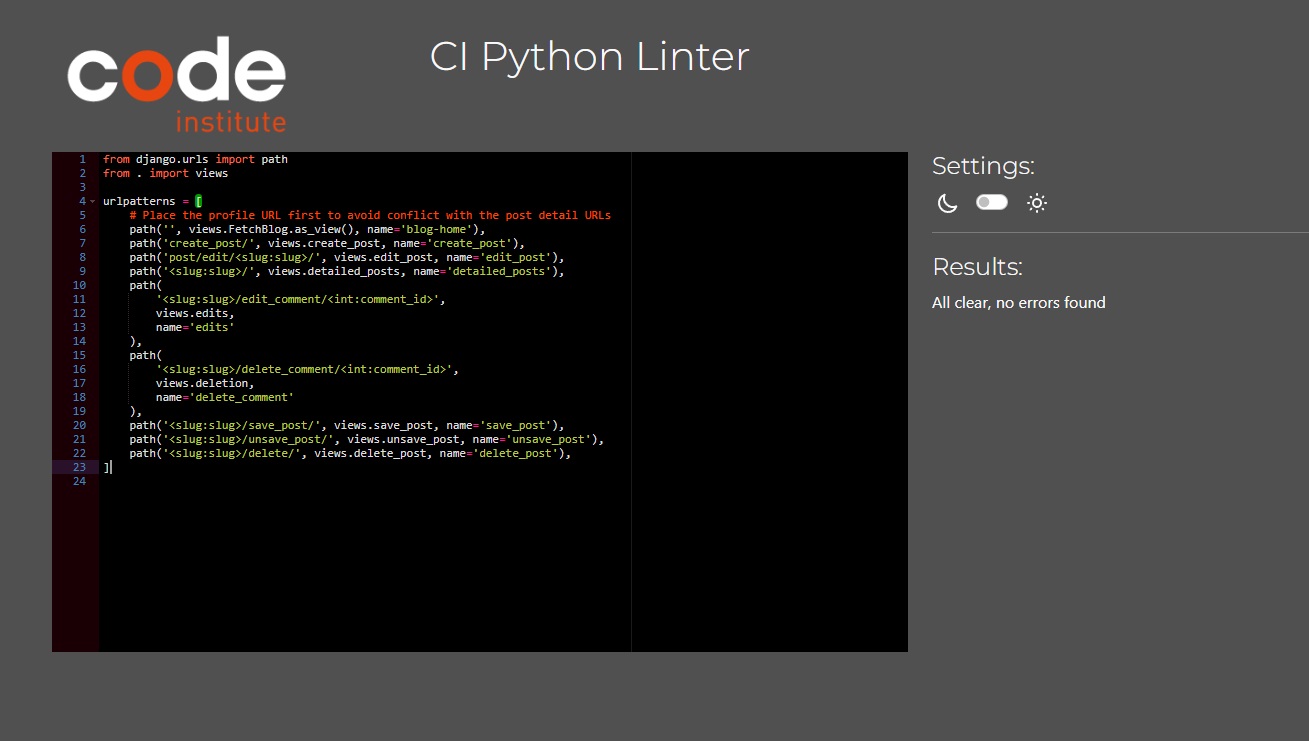 code
institute
CI Python Linter
1 from django.urls import path
2 from . import views
3
4 urlpatterns = [
5     # Place the profile URL first to avoid conflict with the post detail URLs
6     path('', views.FetchBlog.as_view(), name='blog-home'),
7     path('create_post/', views.create_post, name='create_post'),
8     path('post/edit/<slug:slug>/', views.edit_post, name='edit_post'),
9     path('<slug:slug>/', views.detailed_posts, name='detailed_posts'),
10     path(
11         '<slug:slug>/edit_comment/<int:comment_id>',
12         views.edits,
13         name='edits'
14     ),
15     path(
16         '<slug:slug>/delete_comment/<int:comment_id>',
17         views.deletion,
18         name='delete_comment'
19     ),
20     path('<slug:slug>/save_post/', views.save_post, name='save_post'),
21     path('<slug:slug>/unsave_post/', views.unsave_post, name='unsave_post'),
22     path('<slug:slug>/delete/', views.delete_post, name='delete_post'),
23 ]
24
Settings:
Results:
All clear, no errors found